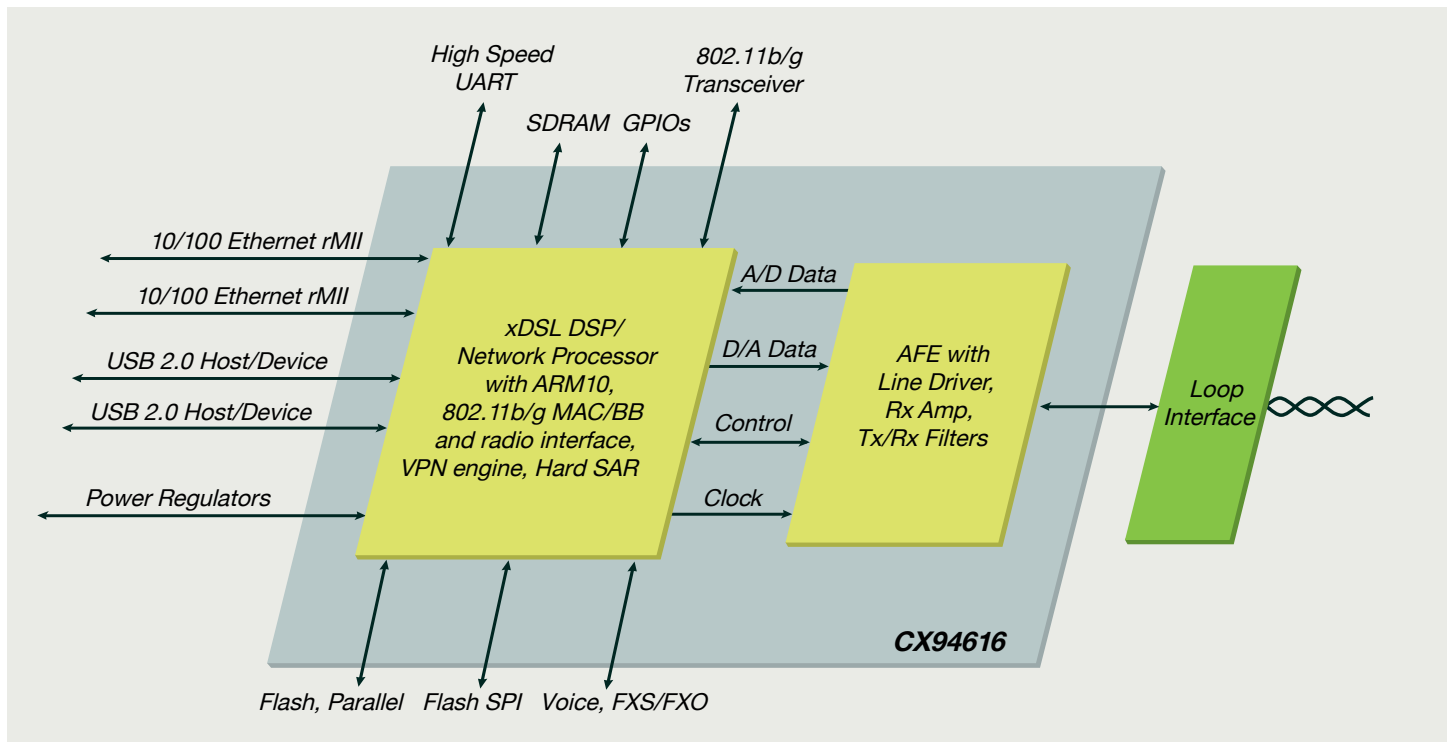 High Speed
UART
802.11b/g
Transceiver
SDRAM
GPIOs
10/100 Ethernet rMII
10/100 Ethernet rMII
USB 2.0 Host/Device
USB 2.0 Host/Device
Power Regulators
xDSL DSP/
Network Processor
with ARM10,
802.11b/g MAC/BB
and radio interface,
VPN engine, Hard SAR
A/D Data
D/A Data
Control
Clock
AFE with
Line Driver,
Rx Amp,
Tx/Rx Filters
Loop
Interface
CX94616
Flash, Parallel
Flash SPI
Voice, FXS/FXO